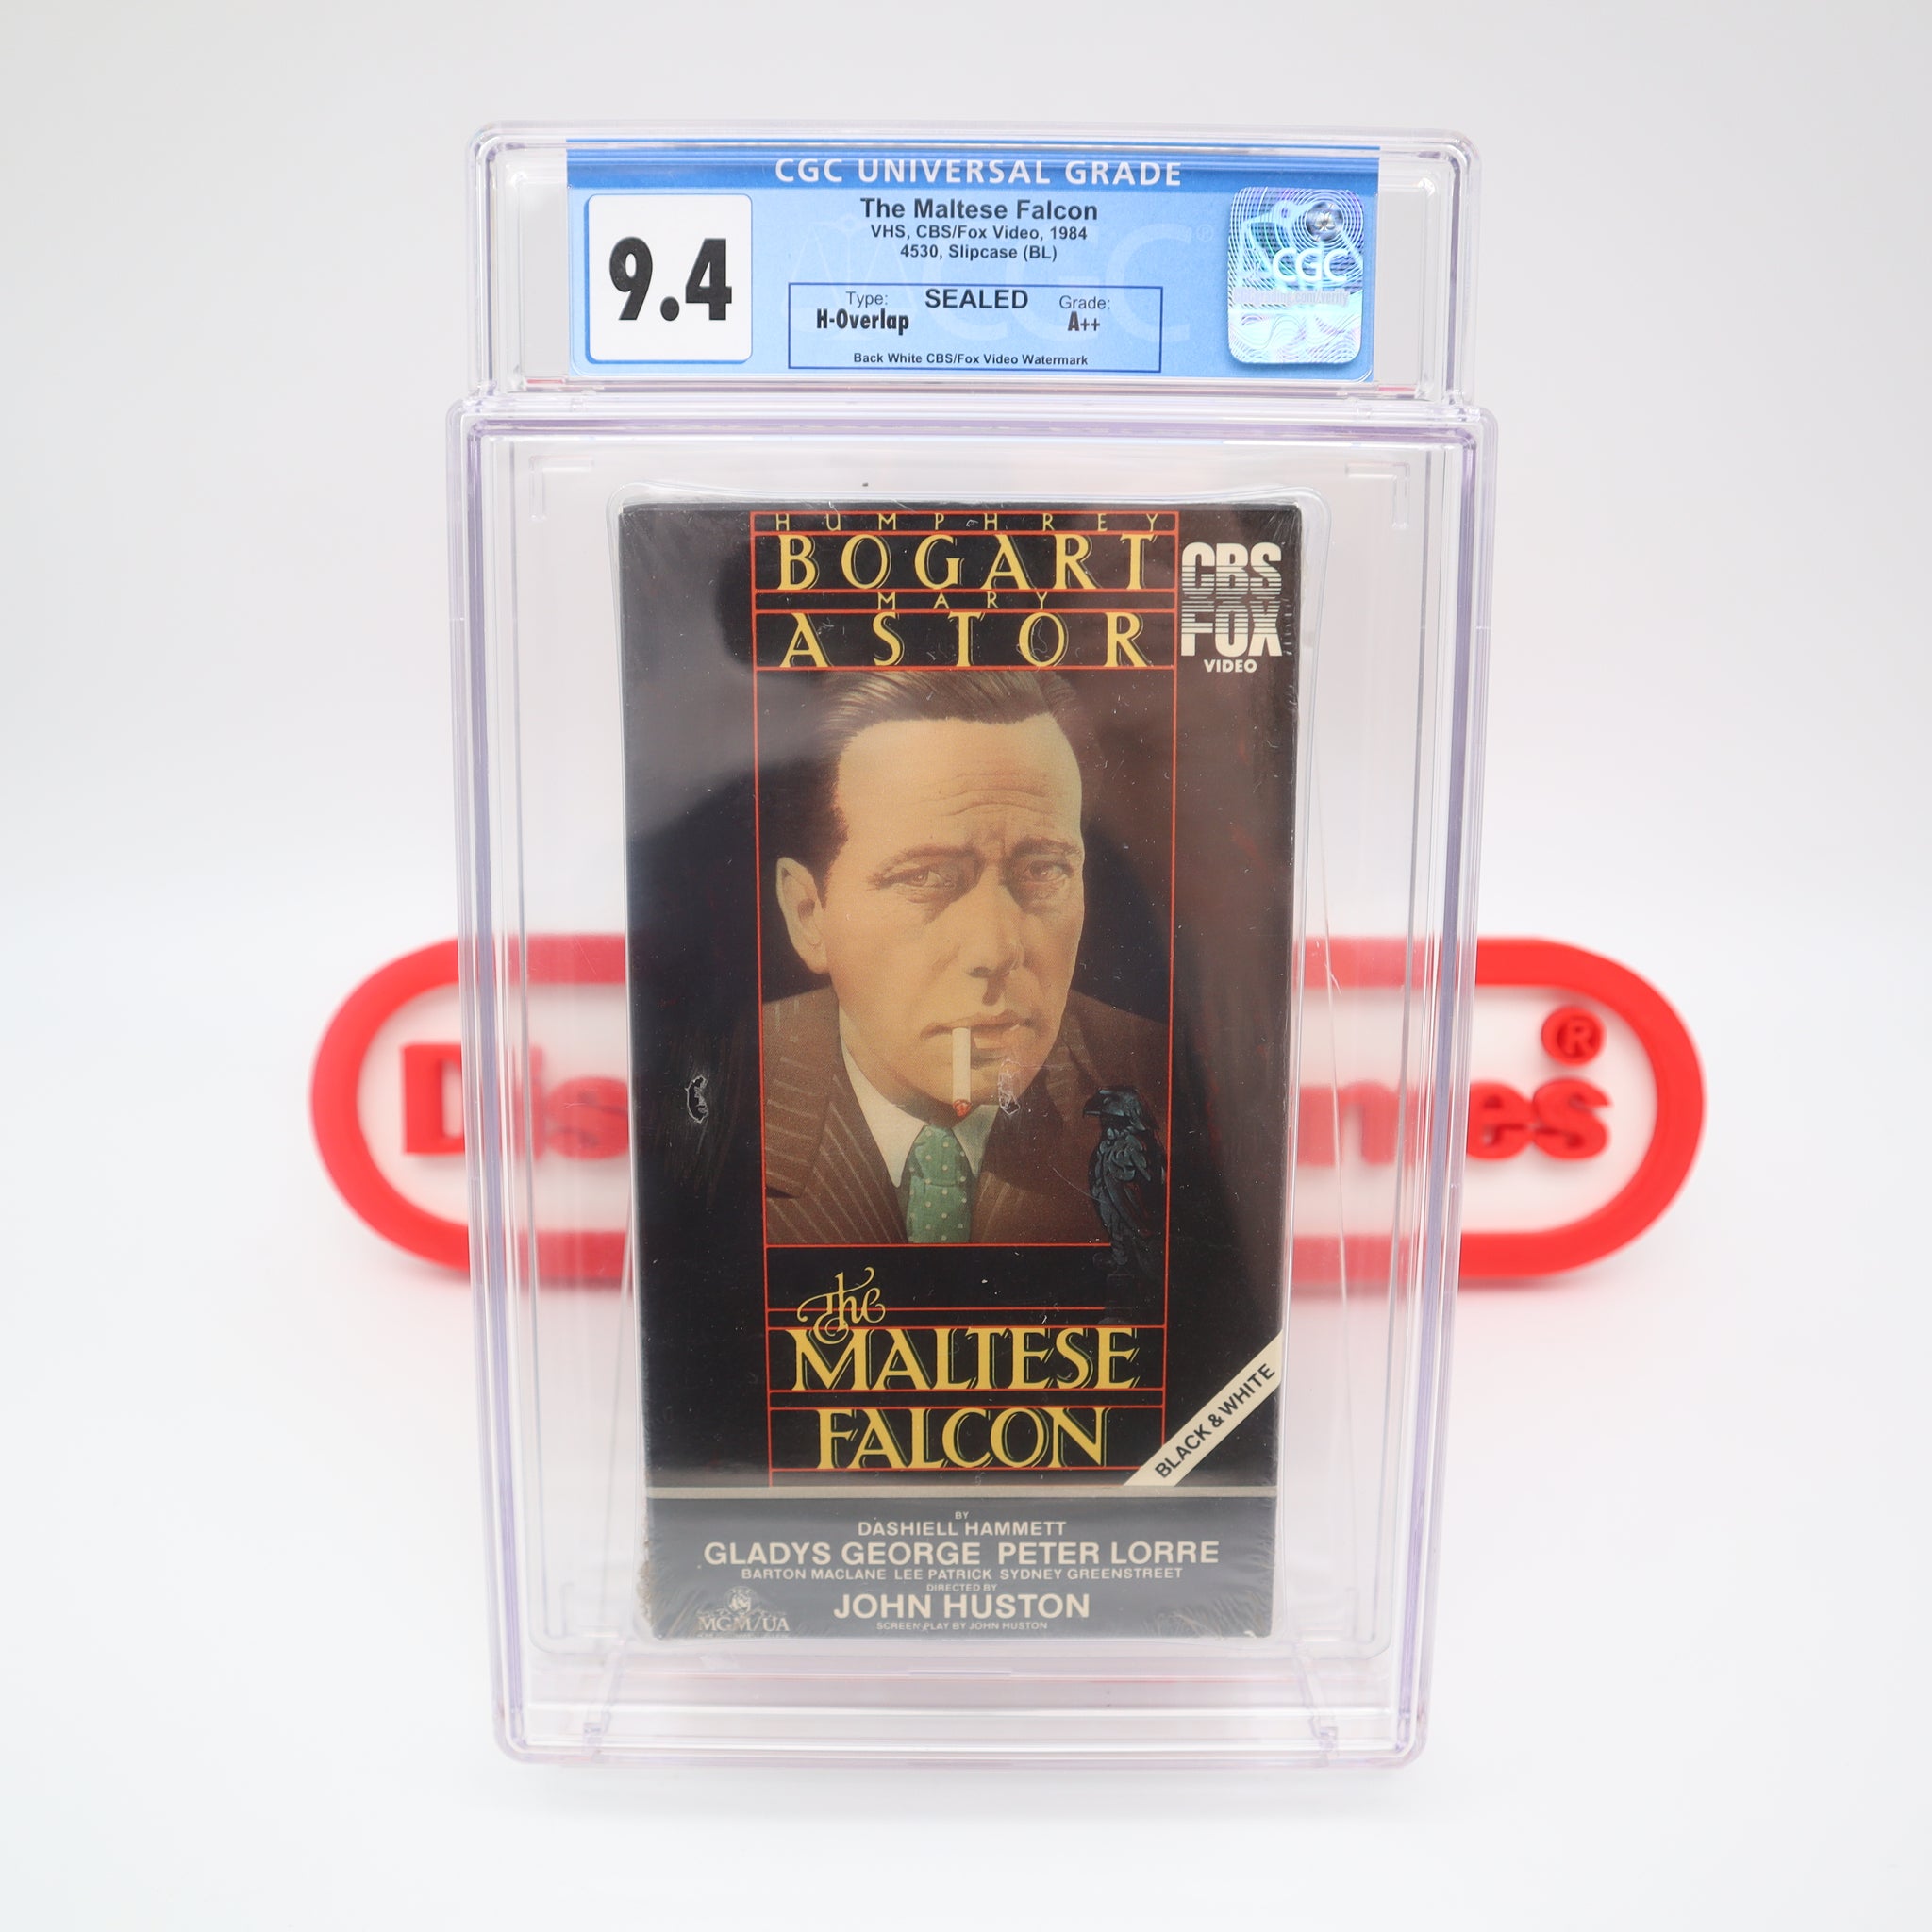 CGC UNIVERSAL GRADE
9.4
The Maltese Falcon
VHS, CBS/Fox Video, 1984
4530, Slipcase (BL)
SEALED
Type:
H-Overlap
Grade:
A++
Back White CBS/Fox Video Watermark
CGC
HUMPHREY
BOGART
MARY
ASTOR
CBS
FOX
VIDEO
The
MALTESE
FALCON
BLACK & WHITE
BY
DASHIELL HAMMETT
GLADYS GEORGE PETER LORRE
BARTON MACLANE LEE PATRICK SYDNEY GREENSTREET
DIRECTED BY
JOHN HUSTON
SCREEN PLAY BY JOHN HUSTON
MGM/UA
®